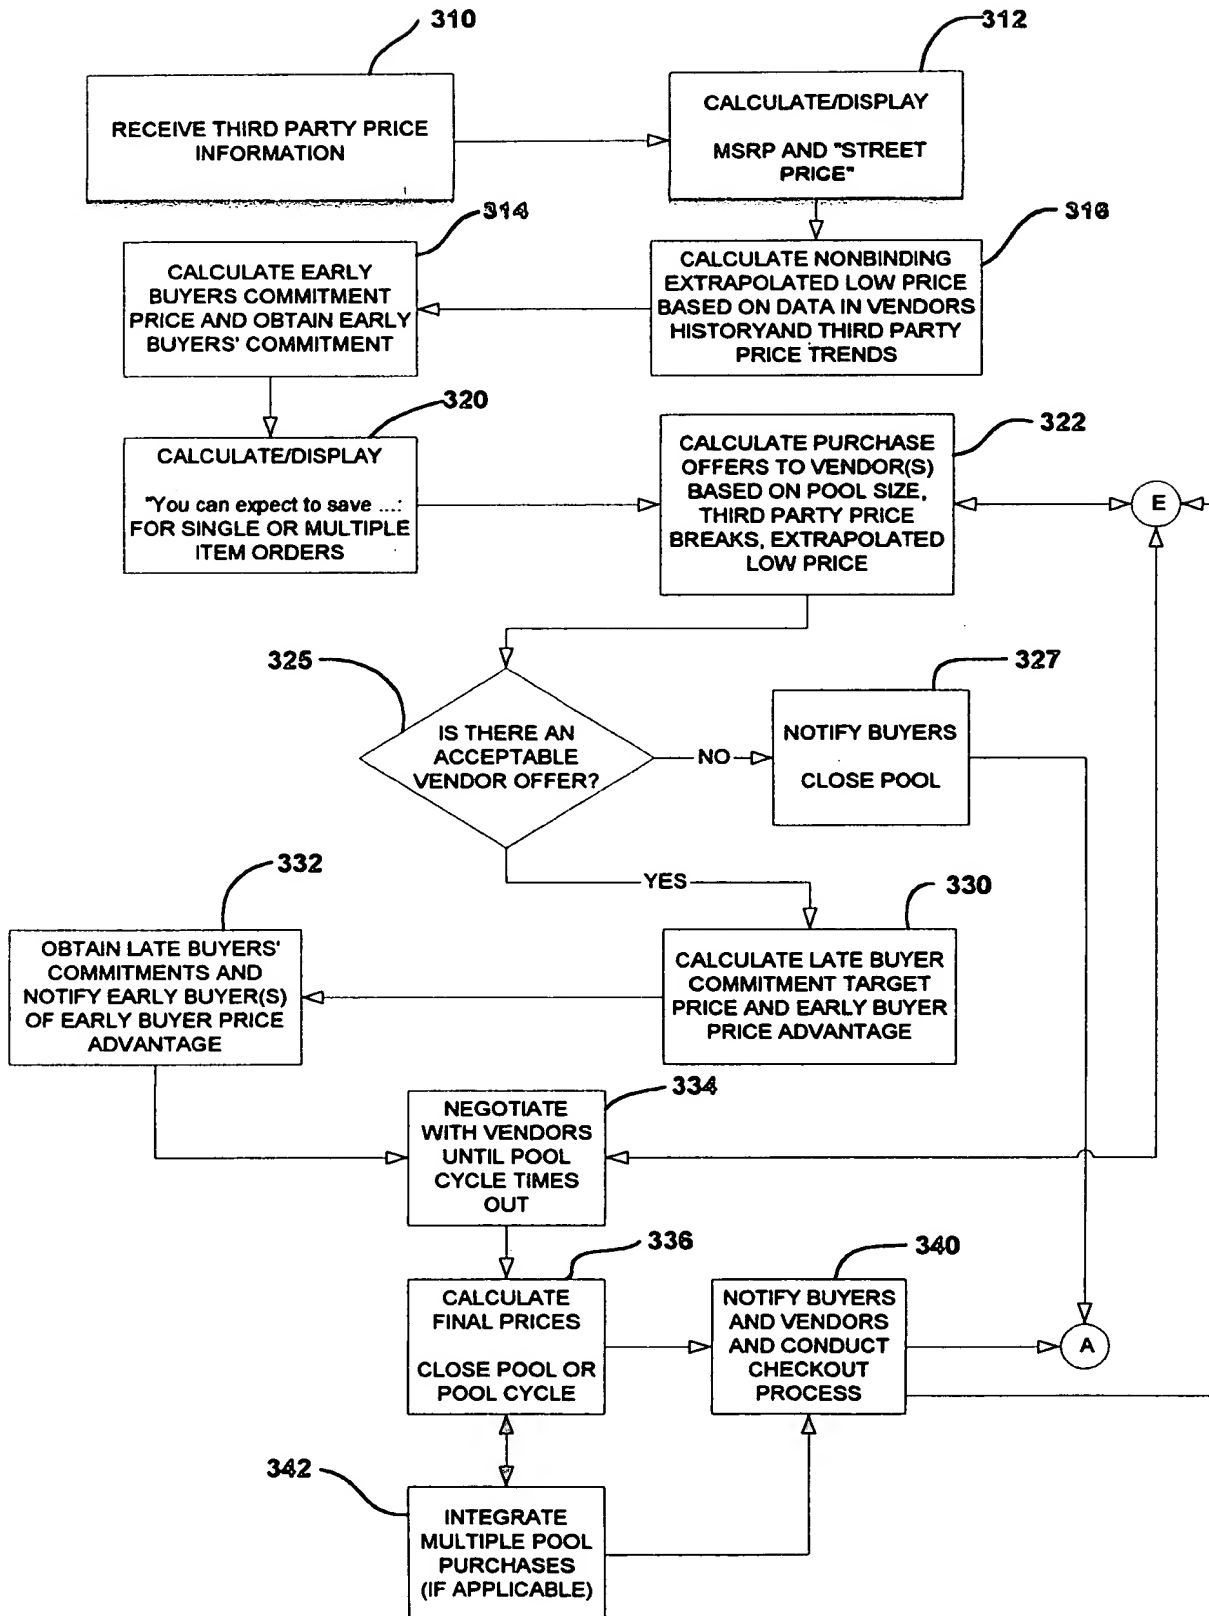 310
RECEIVE THIRD PARTY PRICE
INFORMATION
312
CALCULATE/DISPLAY
MSRP AND "STREET
PRICE"
314
CALCULATE EARLY
BUYERS COMMITMENT
PRICE AND OBTAIN EARLY
BUYERS' COMMITMENT
316
CALCULATE NONBINDING
EXTRAPOLATED LOW PRICE
BASED ON DATA IN VENDORS
HISTORYAND THIRD PARTY
PRICE TRENDS
320
CALCULATE/DISPLAY
"You can expect to save ...:
FOR SINGLE OR MULTIPLE
ITEM ORDERS
322
CALCULATE PURCHASE
OFFERS TO VENDOR(S)
BASED ON POOL SIZE,
THIRD PARTY PRICE
BREAKS, EXTRAPOLATED
LOW PRICE
E
325
IS THERE AN
ACCEPTABLE
VENDOR OFFER?
NO
327
NOTIFY BUYERS
CLOSE POOL
YES
330
CALCULATE LATE BUYER
COMMITMENT TARGET
PRICE AND EARLY BUYER
PRICE ADVANTAGE
332
OBTAIN LATE BUYERS'
COMMITMENTS AND
NOTIFY EARLY BUYER(S)
OF EARLY BUYER PRICE
ADVANTAGE
334
NEGOTIATE
WITH VENDORS
UNTIL POOL
CYCLE TIMES
OUT
336
CALCULATE
FINAL PRICES
CLOSE POOL OR
POOL CYCLE
340
NOTIFY BUYERS
AND VENDORS
AND CONDUCT
CHECKOUT
PROCESS
A
342
INTEGRATE
MULTIPLE POOL
PURCHASES
(IF APPLICABLE)